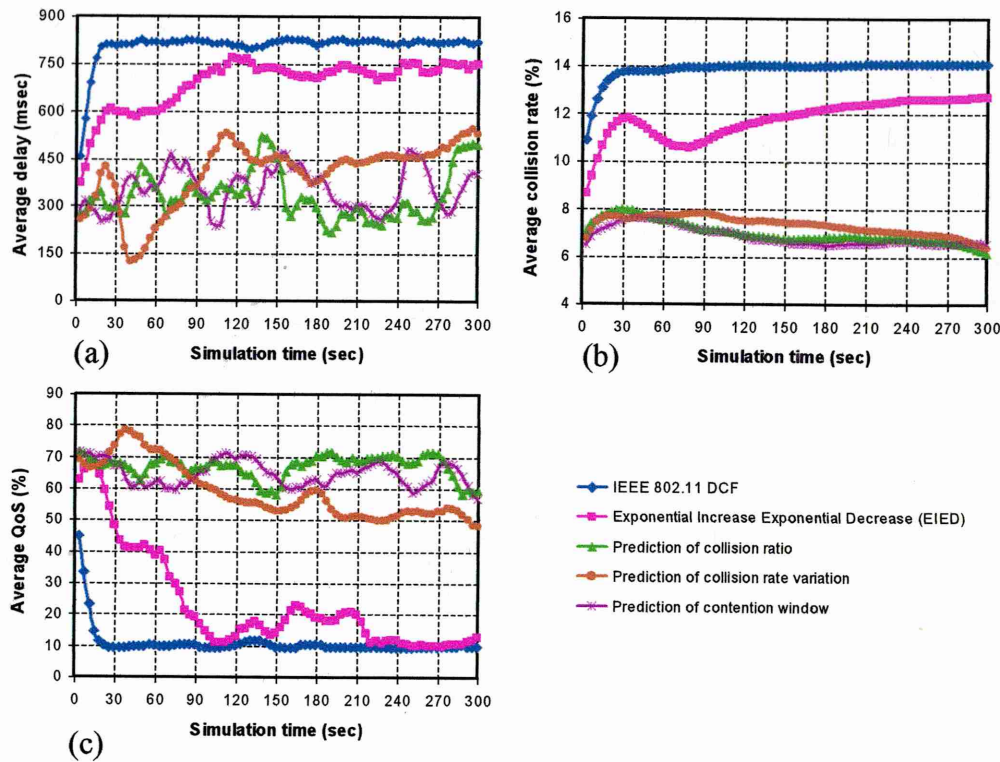 Average delay (msec)
900
750
600
450
300
150
0
0 30 60 90 120 150 180 210 240 270 300
(a)
Simulation time (sec)
Average collision rate (%)
16
14
12
10
8
6
4
0 30 60 90 120 150 180 210 240 270 300
(b)
Simulation time (sec)
Average QoS (%)
90
80
70
60
50
40
30
20
10
0
0 30 60 90 120 150 180 210 240 270 300
Simulation time (sec)
(c)
IEEE 802.11 DCF
Exponential Increase Exponential Decrease (EIED)
Prediction of collision ratio
Prediction of collision rate variation
Prediction of contention window